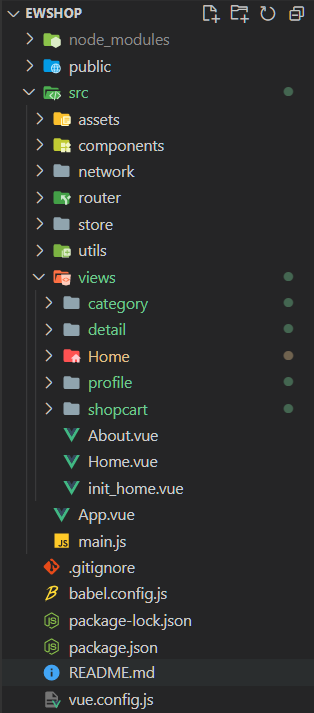 EWSHOP
node_modules
public
src
assets
components
network
router
store
utils
views
category
detail
Home
profile
shopcart
About.vue
Home.vue
init_home.vue
App.vue
JS main.js
.gitignore
babel.config.js
package-lock.json
package.json
README.md
vue.config.js